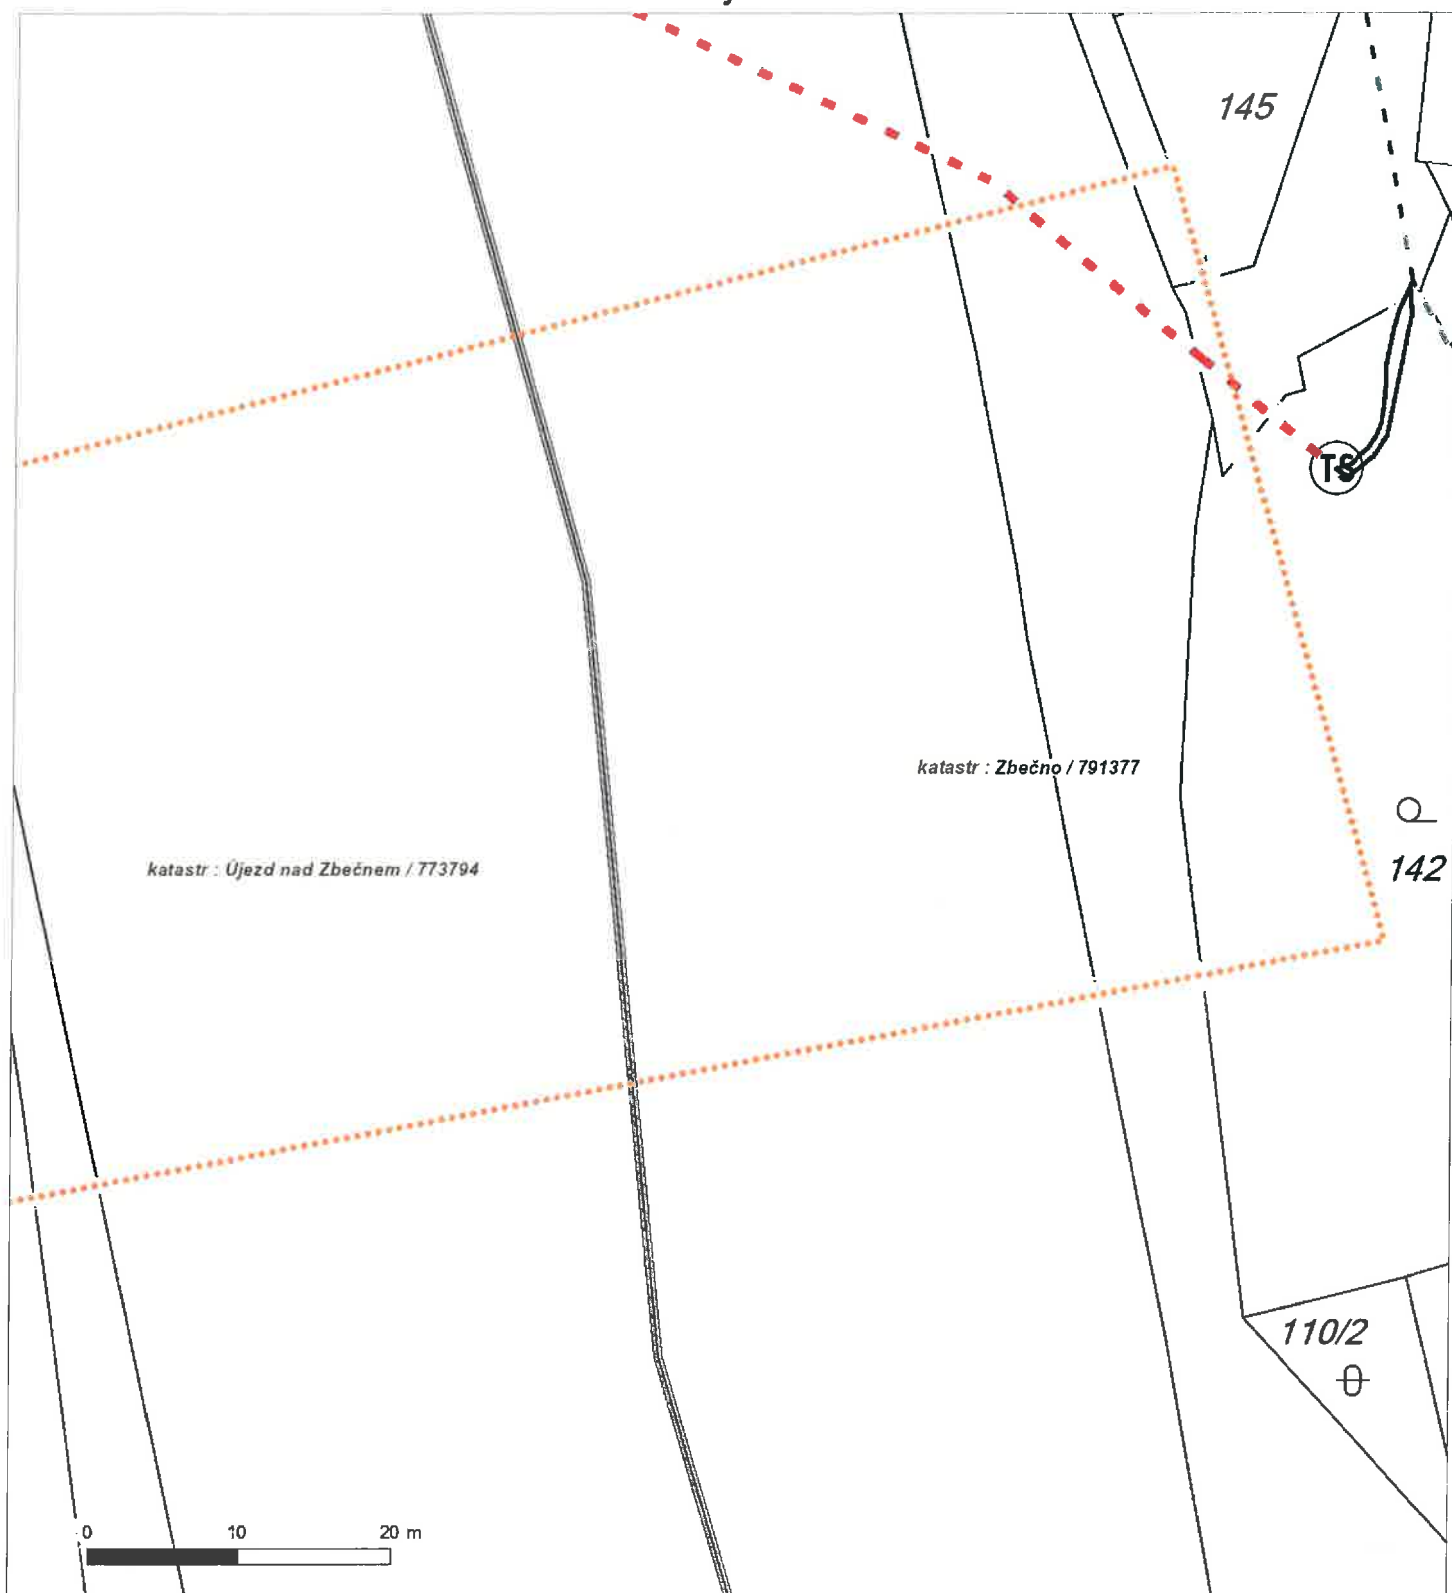 145
TS
katastr : Zbečno / 791377
142
katastr : Újezd nad Zbečnem / 773794
110/2
0 10 20 m